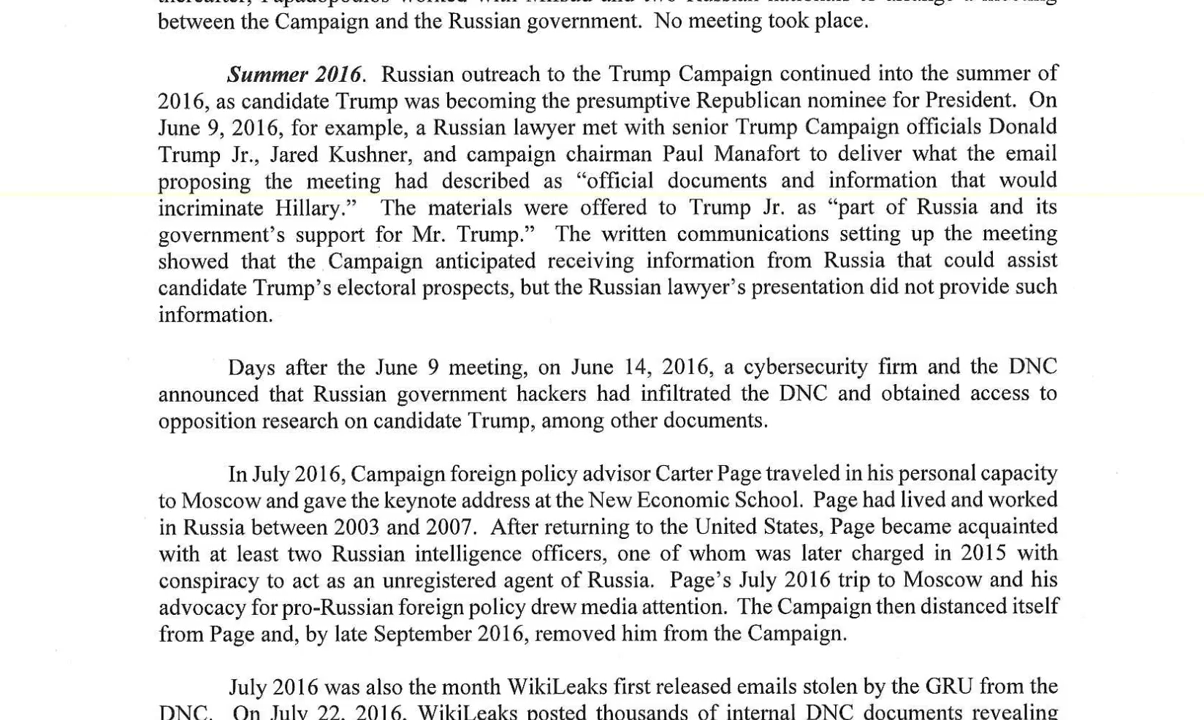 between the Campaign and the Russian government. No meeting took place.
Summer 2016. Russian outreach to the Trump Campaign continued into the summer of
2016, as candidate Trump was becoming the presumptive Republican nominee for President. On
June 9, 2016, for example, a Russian lawyer met with senior Trump Campaign officials Donald
Trump Jr., Jared Kushner, and campaign chairman Paul Manafort to deliver what the email
proposing the meeting had described as “official documents and information that would
incriminate Hillary.” The materials were offered to Trump Jr. as “part of Russia and its
government’s support for Mr. Trump.” The written communications setting up the meeting
showed that the Campaign anticipated receiving information from Russia that could assist
candidate Trump’s electoral prospects, but the Russian lawyer’s presentation did not provide such
information.
Days after the June 9 meeting, on June 14, 2016, a cybersecurity firm and the DNC
announced that Russian government hackers had infiltrated the DNC and obtained access to
opposition research on candidate Trump, among other documents.
In July 2016, Campaign foreign policy advisor Carter Page traveled in his personal capacity
to Moscow and gave the keynote address at the New Economic School. Page had lived and worked
in Russia between 2003 and 2007. After returning to the United States, Page became acquainted
with at least two Russian intelligence officers, one of whom was later charged in 2015 with
conspiracy to act as an unregistered agent of Russia. Page’s July 2016 trip to Moscow and his
advocacy for pro-Russian foreign policy drew media attention. The Campaign then distanced itself
from Page and, by late September 2016, removed him from the Campaign.
July 2016 was also the month WikiLeaks first released emails stolen by the GRU from the
DNC. On July 22, 2016, WikiLeaks posted thousands of internal DNC documents revealing